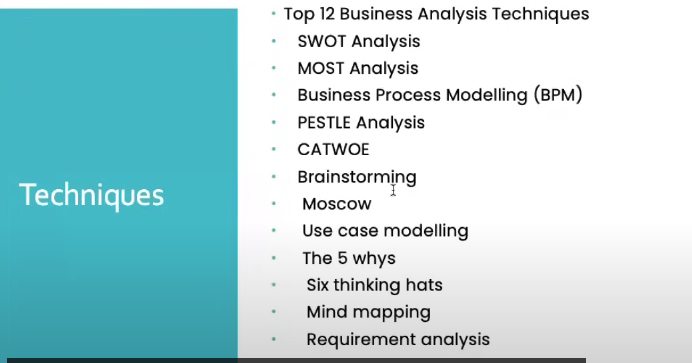 Techniques
Top 12 Business Analysis Techniques
SWOT Analysis
MOST Analysis
Business Process Modelling (BPM)
PESTLE Analysis
CATWOE
Brainstorming
Moscow
Use case modelling
The 5 whys
Six thinking hats
Mind mapping
Requirement analysis